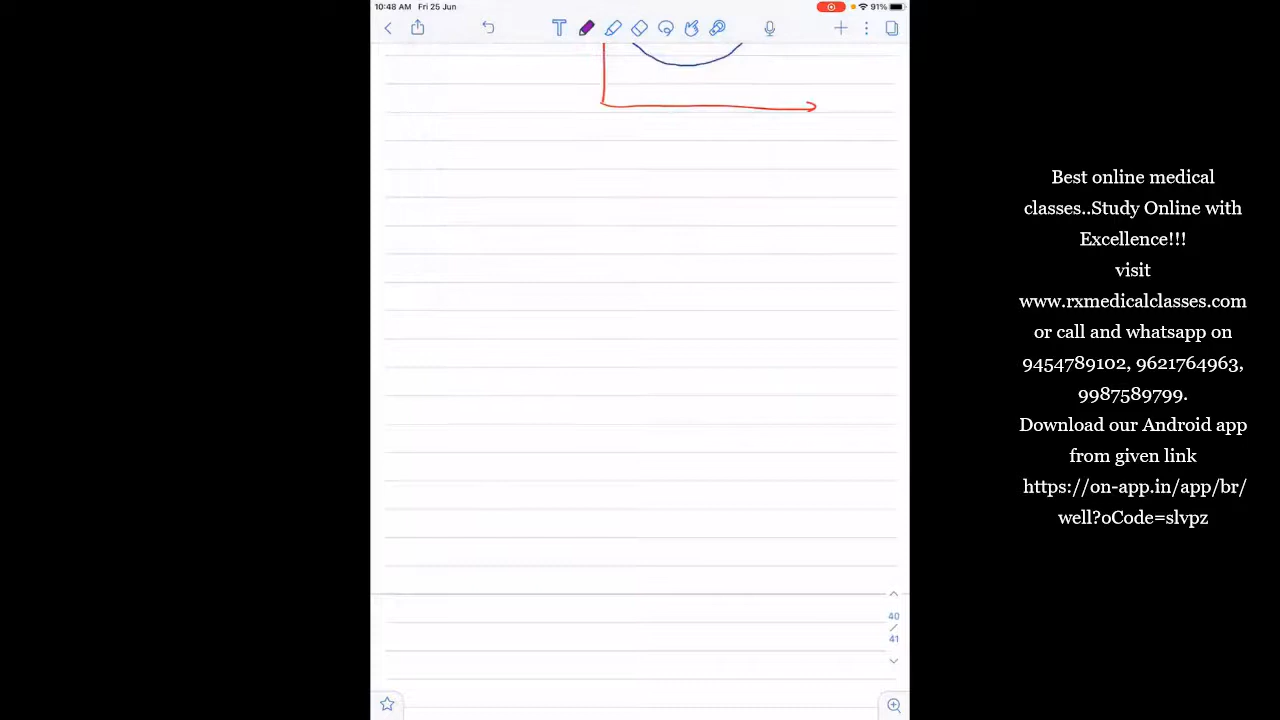 10:48 AM Fri 25 Jun
91%
T
40
41
Best online medical
classes..Study Online with
Excellence!!!
visit
www.rxmedicalclasses.com
or call and whatsapp on
9454789102, 9621764963,
9987589799.
Download our Android app
from given link
https://on-app.in/app/br/
well?oCode=slvpz